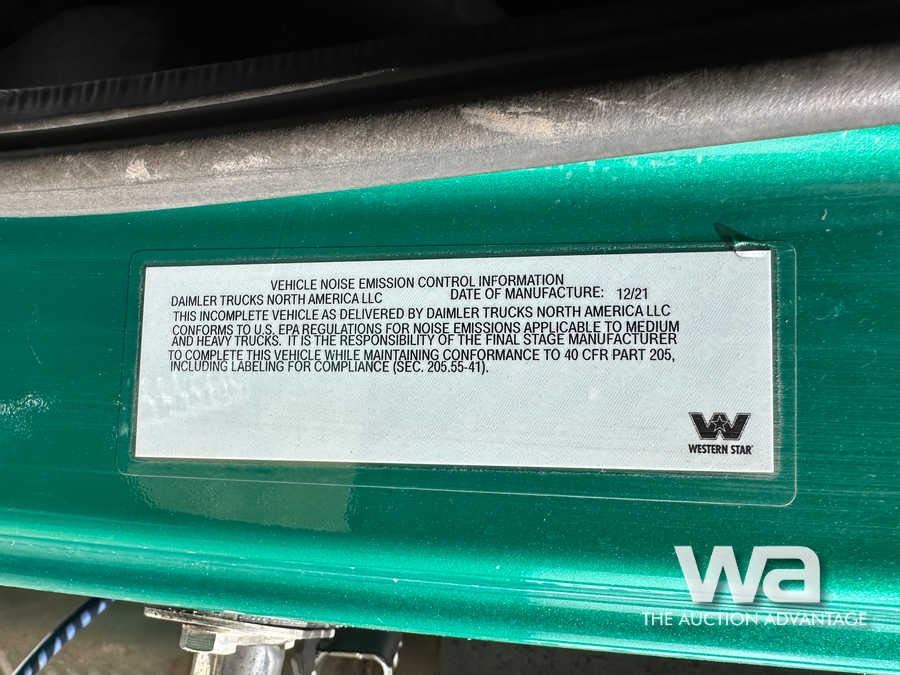 VEHICLE NOISE EMISSION CONTROL INFORMATION
DAIMLER TRUCKS NORTH AMERICA LLC DATE OF MANUFACTURE: 12/21
THIS INCOMPLETE VEHICLE AS DELIVERED BY DAIMLER TRUCKS NORTH AMERICA LLC
CONFORMS TO U.S. EPA REGULATIONS FOR NOISE EMISSIONS APPLICABLE TO MEDIUM
AND HEAVY TRUCKS. IT IS THE RESPONSIBILITY OF THE FINAL STAGE MANUFACTURER
TO COMPLETE THIS VEHICLE WHILE MAINTAINING CONFORMANCE TO 40 CFR PART 205,
INCLUDING LABELING FOR COMPLIANCE (SEC. 205.55-41).
WESTERN STAR
wa
THE AUCTION ADVANTAGE